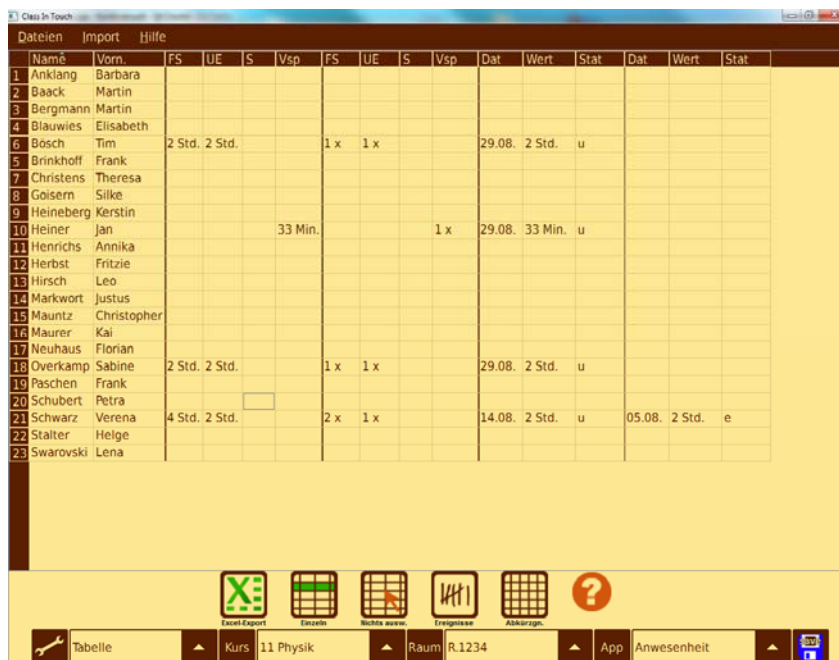 Class In Touch
Dateien Import Hilfe
Name Vorn. FS UE S Vsp FS UE S Vsp Dat Wert Stat Dat Wert Stat
1 Anklang Barbara
2 Baack Martin
3 Bergmann Martin
4 Blauwies Elisabeth
6 Bösch Tim 2 Std. 2 Std. 1 x 1 x 29.08. 2 Std. u
5 Brinkhoff Frank
7 Christens Theresa
8 Goisern Silke
9 Heineberg Kerstin
10 Heiner Jan 33 Min. 1 x 29.08. 33 Min. u
11 Henrichs Annika
12 Herbst Fritzie
13 Hirsch Leo
14 Markwort Justus
15 Mauntz Christopher
16 Maurer Kai
17 Neuhaus Florian
18 Overkamp Sabine 2 Std. 2 Std. 1 x 1 x 29.08. 2 Std. u
19 Paschen Frank
20 Schubert Petra
21 Schwarz Verena 4 Std. 2 Std. 2 x 1 x 14.08. 2 Std. u 05.08. 2 Std. e
22 Stalter Helge
23 Swarovski Lena
Excel-Export Einzeln Nichts ausw. Ereignisse Abkürzgn. ?
Tabelle Kurs 11 Physik Raum R.1234 App Anwesenheit